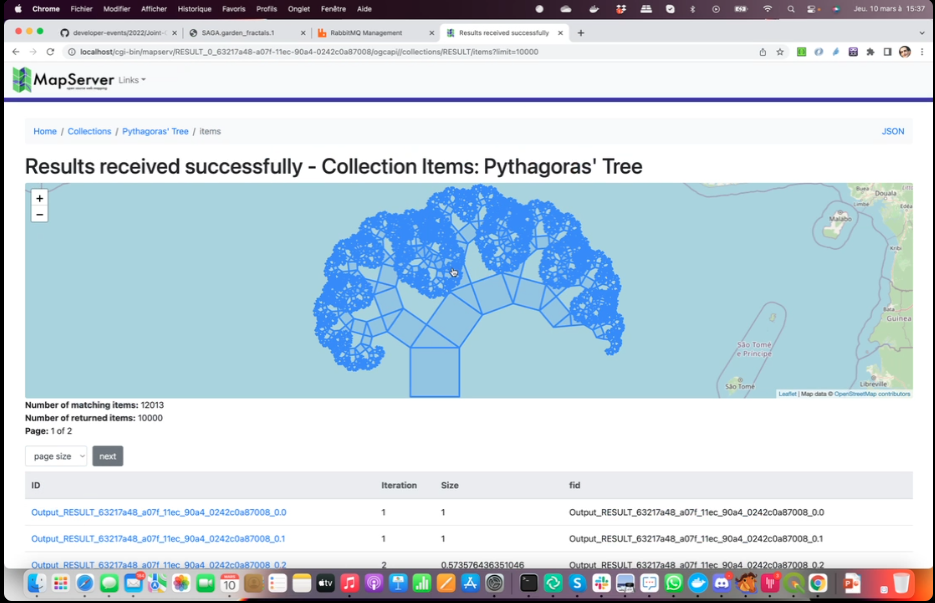 Chrome Fichier Modifier Afficher Historique Favoris Profils Onglet Fenêtre Aide Jeu. 10 mars à 15:37
developer-events/2022/Joint- SAGA.garden_fractals.1 RabbitMQ Management Results received successfully
localhost/cgi-bin/mapserv/RESULT_0_63217a48-a07f-11ec-90a4-0242c0a87008/ogcapi/collections/RESULT/items?limit=10000
MapServer Links
Home / Collections / Pythagoras' Tree / items JSON
Results received successfully - Collection Items: Pythagoras' Tree
+
−
Douala
Malabo
Kribi
Guinea
São Tomé
e Príncipe
São Tomé
Libreville
Leaflet | Map data © OpenStreetMap contributors
Number of matching items: 12013
Number of returned items: 10000
Page: 1 of 2
page size next
ID Iteration Size fid
Output_RESULT_63217a48_a07f_11ec_90a4_0242c0a87008_0.0 1 1 Output_RESULT_63217a48_a07f_11ec_90a4_0242c0a87008_0.0
Output_RESULT_63217a48_a07f_11ec_90a4_0242c0a87008_0.1 1 1 Output_RESULT_63217a48_a07f_11ec_90a4_0242c0a87008_0.1
Output_RESULT_63217a48_a07f_11ec_90a4_0242c0a87008_0.2 2 0.573576436351046 Output_RESULT_63217a48_a07f_11ec_90a4_0242c0a87008_0.2
10 tv